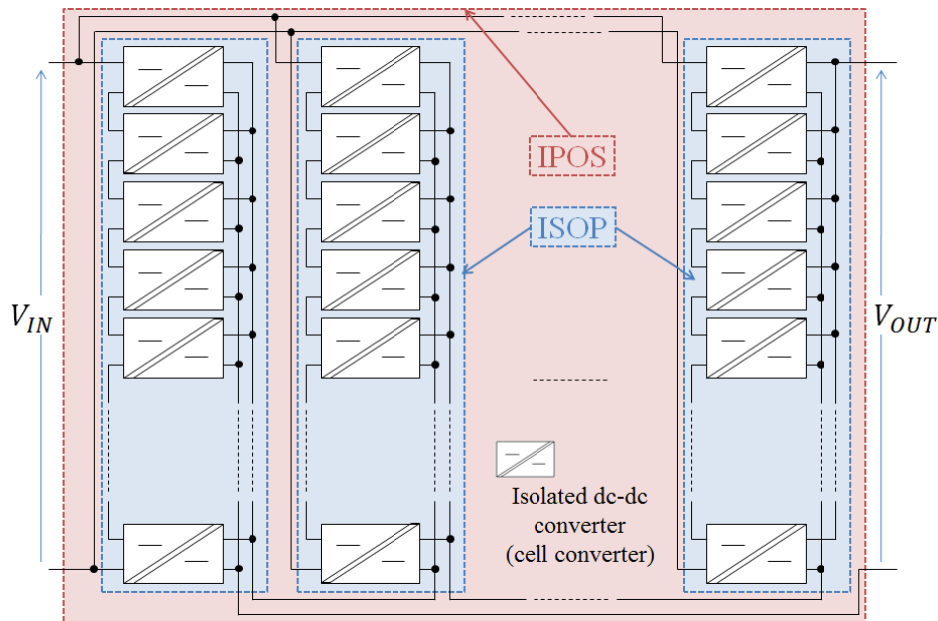 IPOS
ISOP
V_IN
V_OUT
Isolated dc-dc
converter
(cell converter)